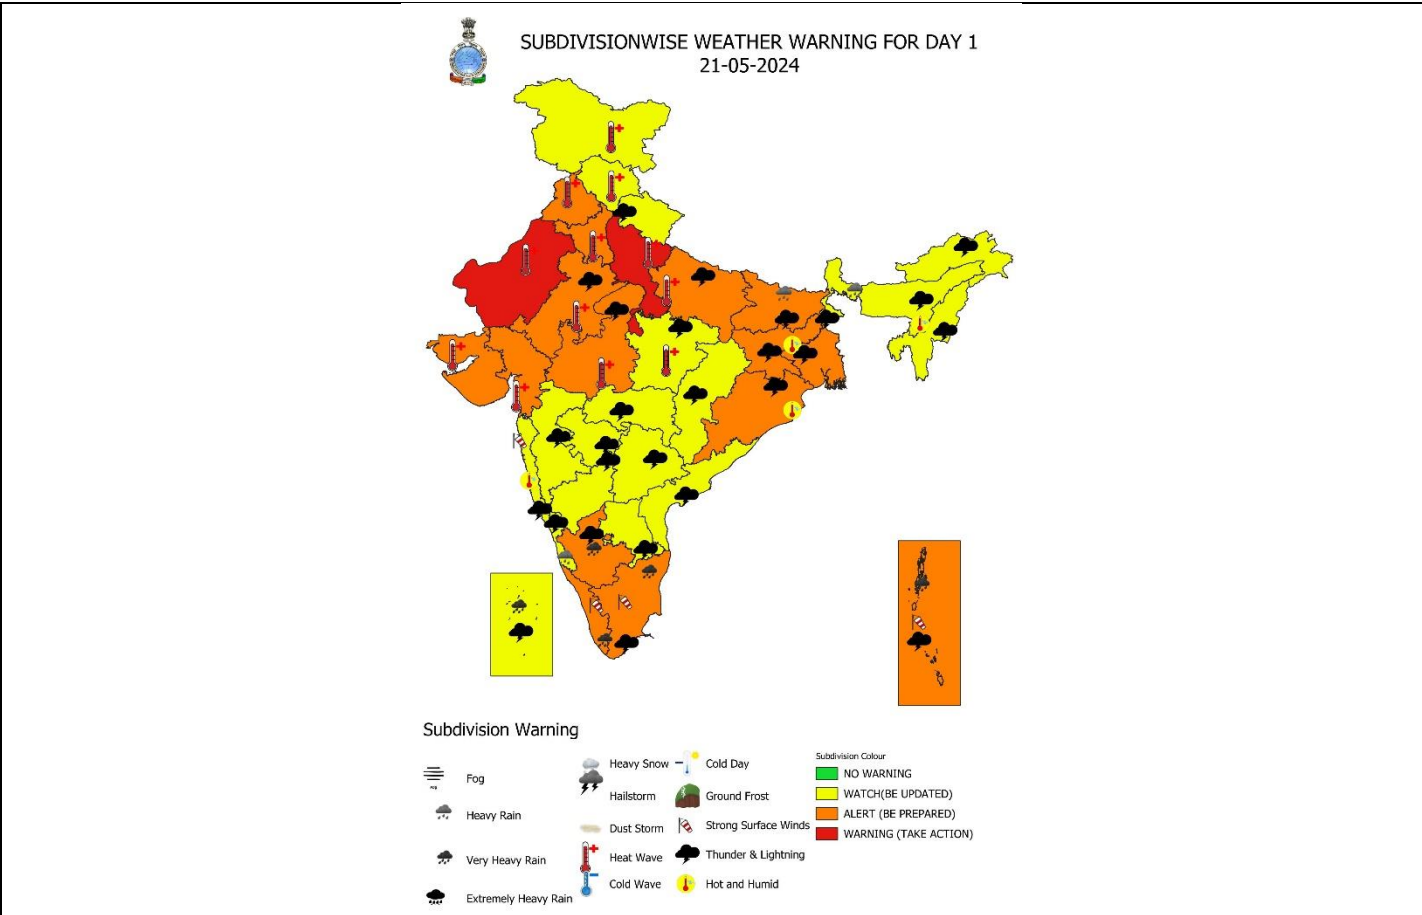 SUBDIVISIONWISE WEATHER WARNING FOR DAY 1
21-05-2024
Subdivision Warning
Fog
Heavy Rain
Very Heavy Rain
Extremely Heavy Rain
Heavy Snow
Hailstorm
Dust Storm
Heat Wave
Cold Wave
Cold Day
Ground Frost
Strong Surface Winds
Thunder & Lightning
Hot and Humid
Subdivision Colour
NO WARNING
WATCH(BE UPDATED)
ALERT (BE PREPARED)
WARNING (TAKE ACTION)